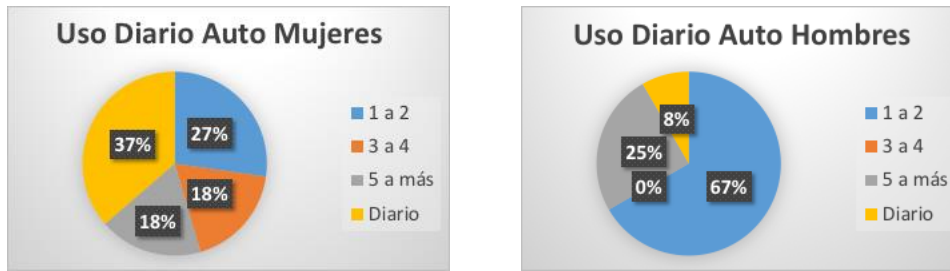 Uso Diario Auto Mujeres
27%
18%
18%
37%
1 a 2
3 a 4
5 a más
Diario
Uso Diario Auto Hombres
67%
0%
25%
8%
1 a 2
3 a 4
5 a más
Diario